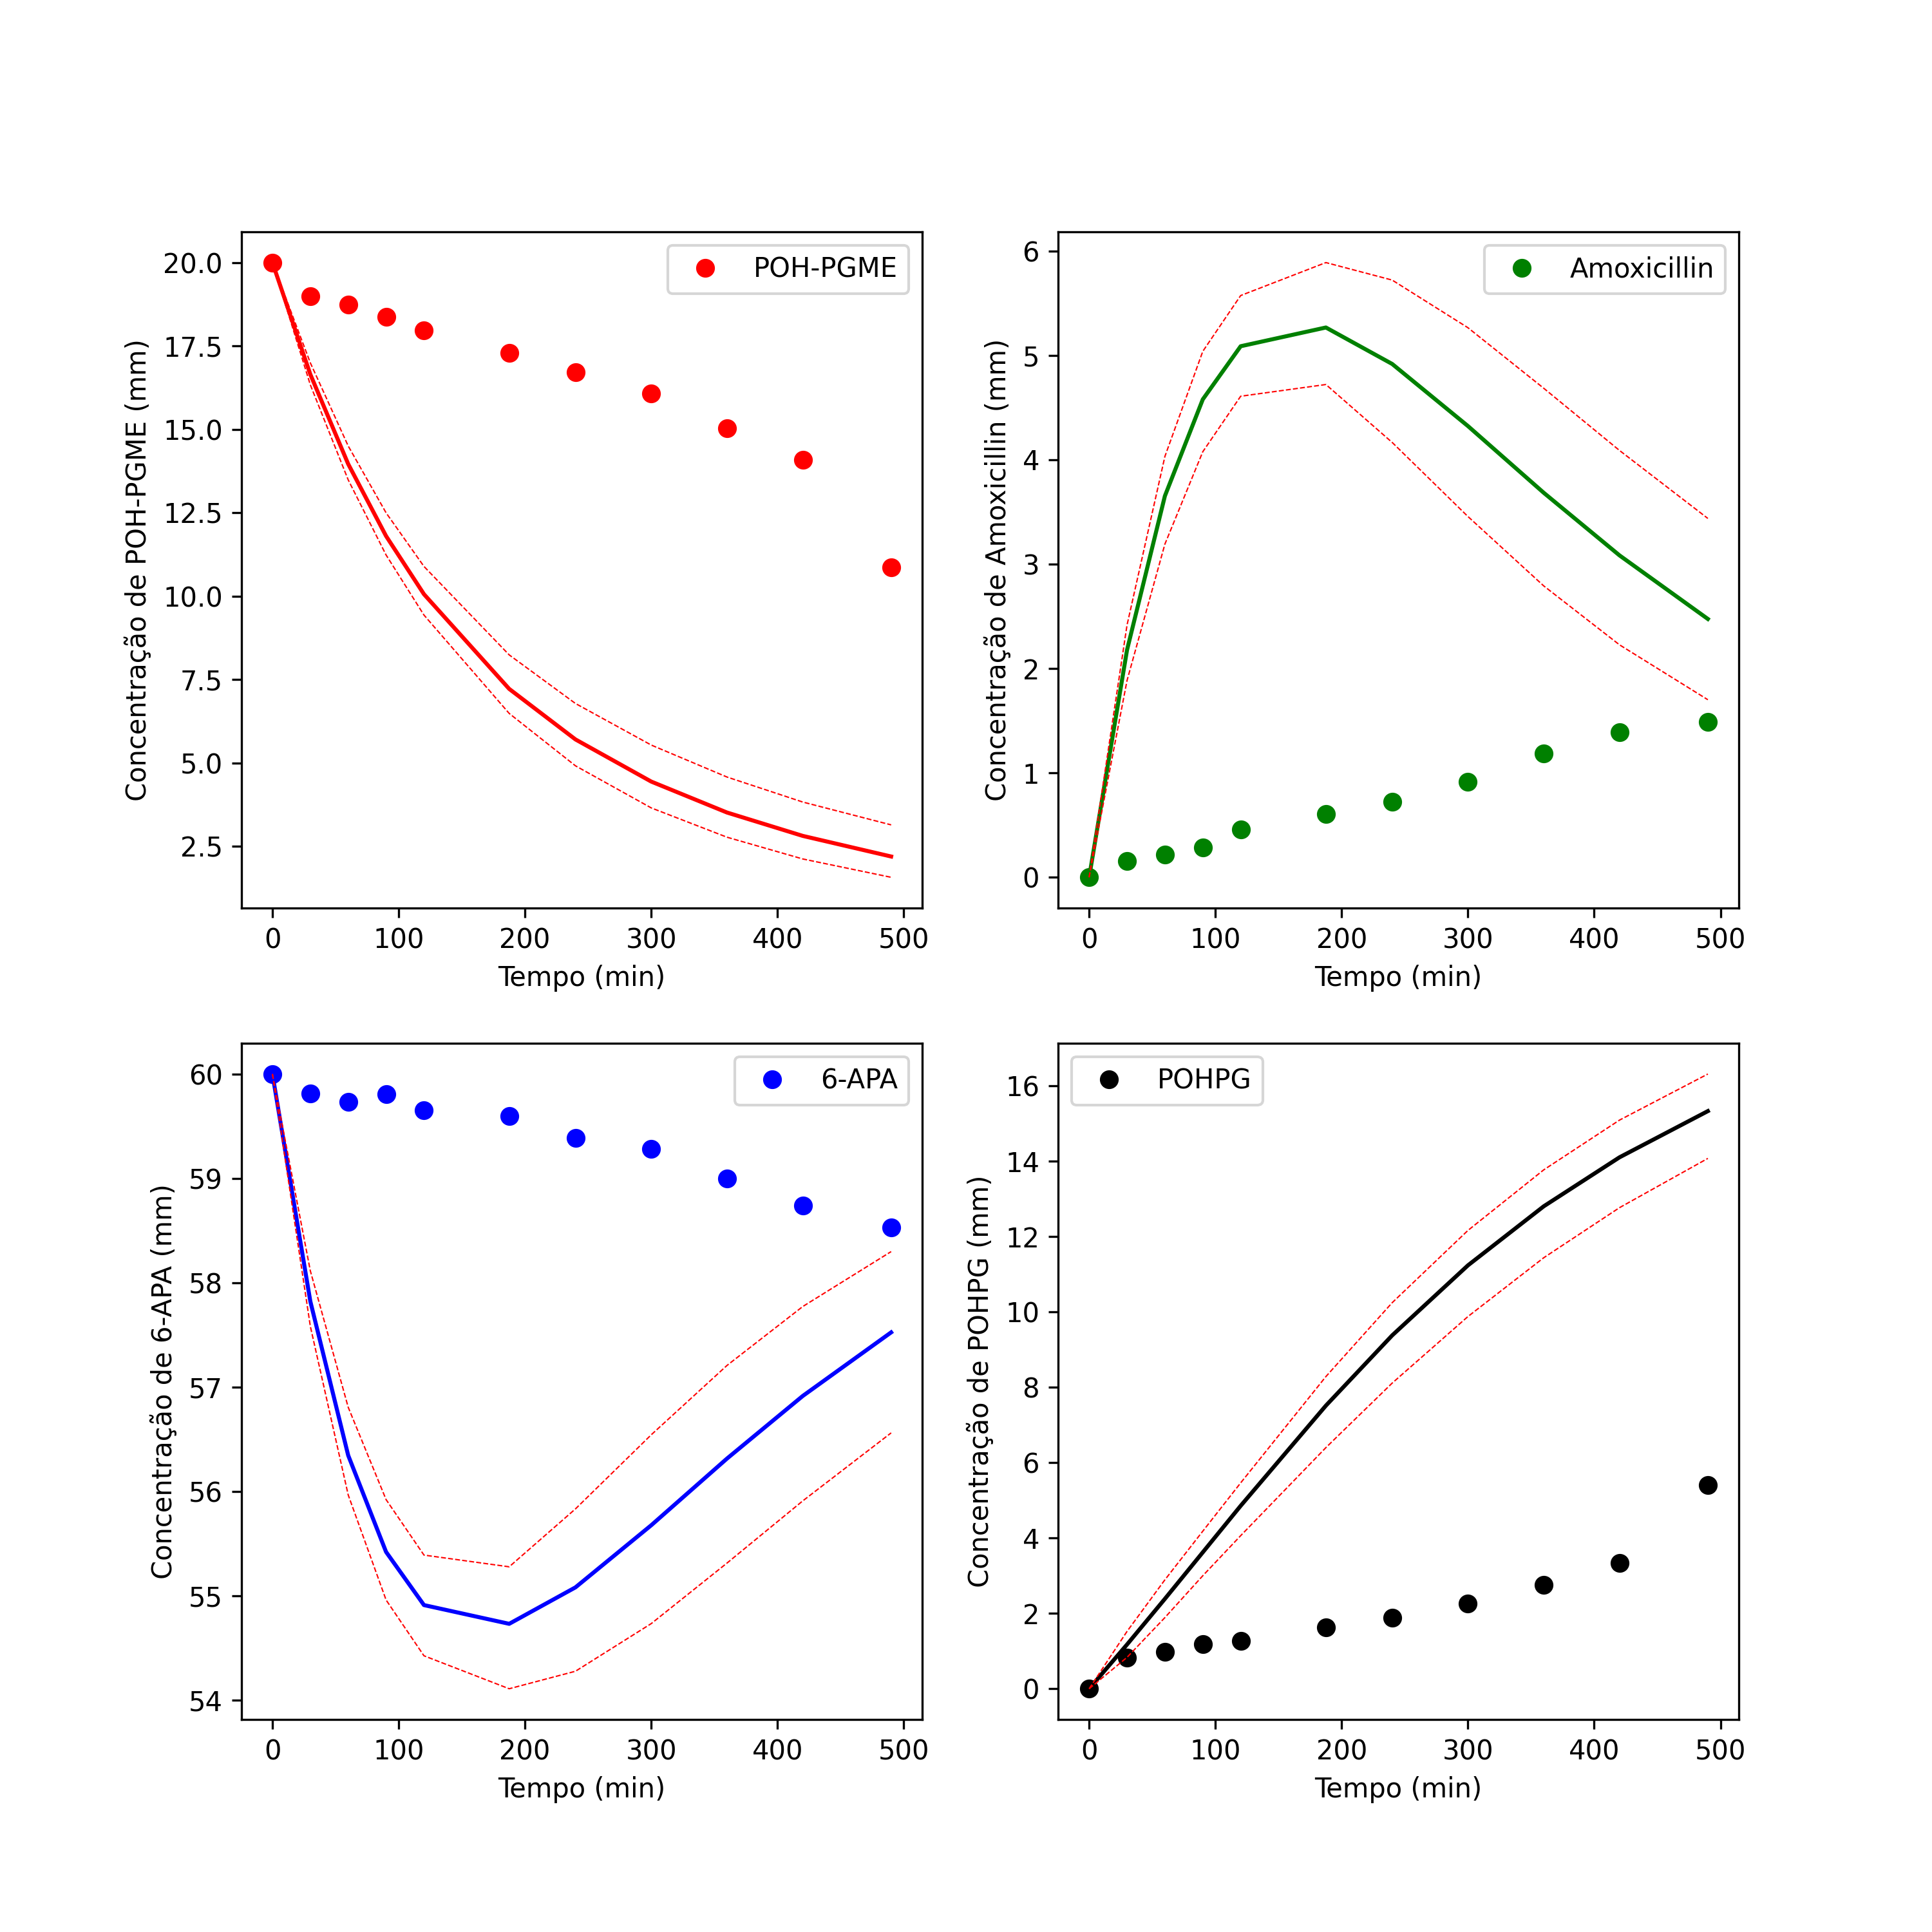 20.0
17.5
15.0
12.5
10.0
7.5
5.0
2.5
Concentração de POH-PGME (mm)
POH-PGME
0 100 200 300 400 500
Tempo (min)
6
5
4
3
2
1
0
Concentração de Amoxicillin (mm)
Amoxicillin
0 100 200 300 400 500
Tempo (min)
60
59
58
57
56
55
54
Concentração de 6-APA (mm)
6-APA
0 100 200 300 400 500
Tempo (min)
16
14
12
10
8
6
4
2
0
Concentração de POHPG (mm)
POHPG
0 100 200 300 400 500
Tempo (min)